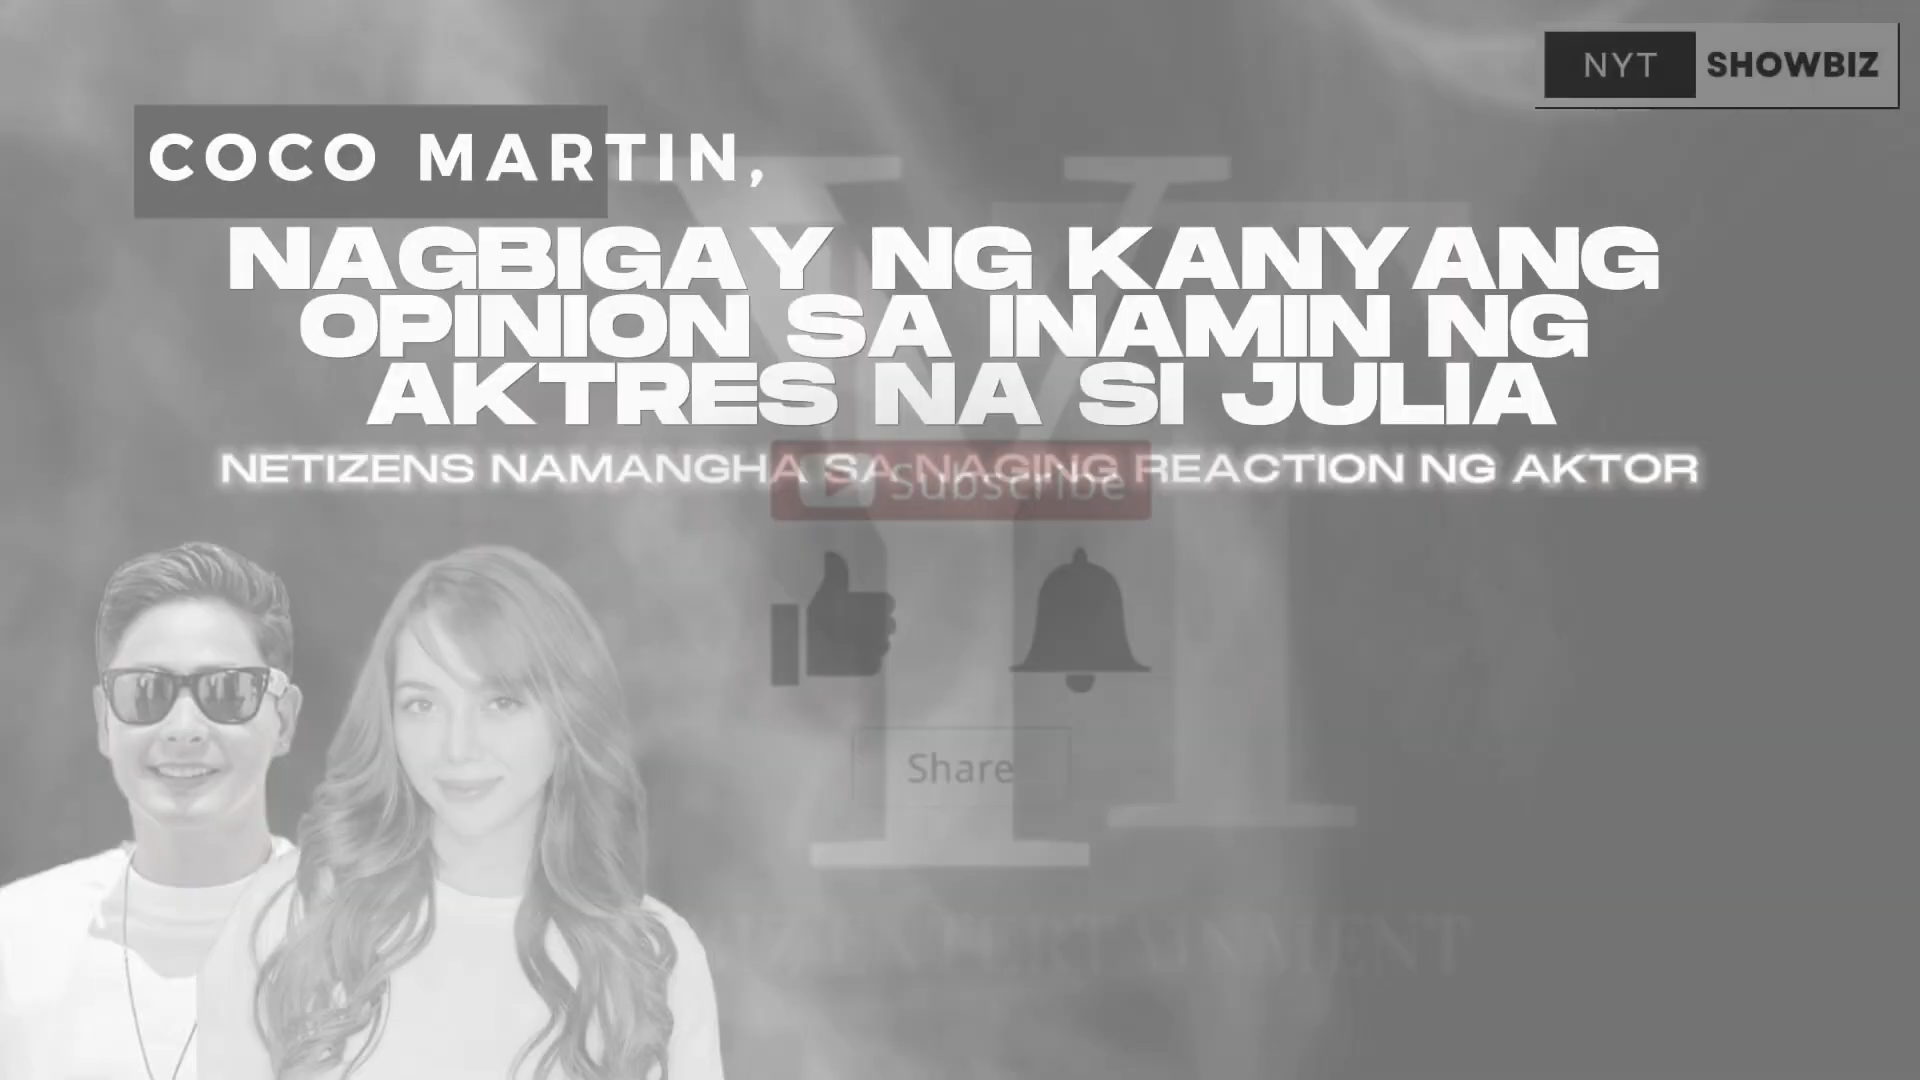 NYT SHOWBIZ
COCO MARTIN,
NAGBIGAY NG KANYANG
OPINION SA INAMIN NG
AKTRES NA SI JULIA
NETIZENS NAMANGHA SA NAGING REACTION NG AKTOR
Subscribe
Share